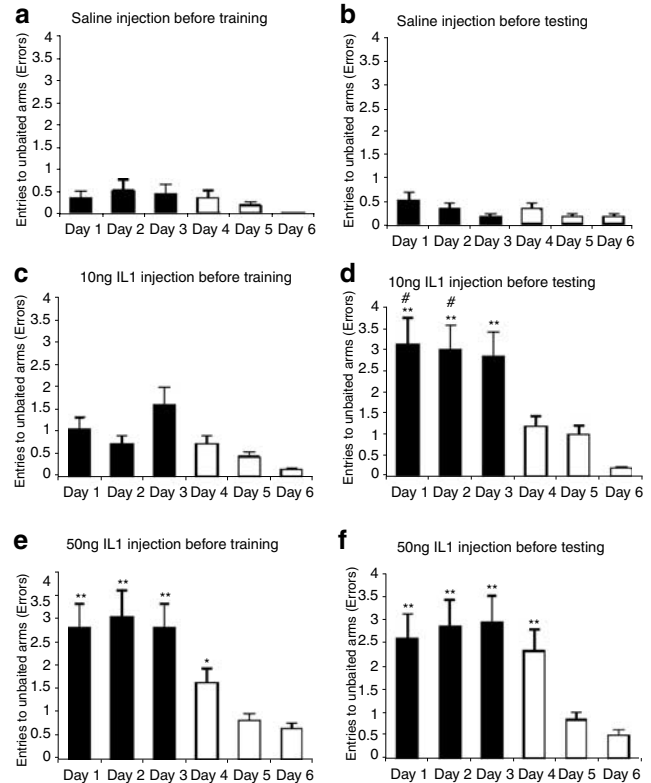 a Saline injection before training
Entries to unbaited arms (Errors)
4
3.5
3
2.5
2
1.5
1
0.5
0
Day 1 Day 2 Day 3 Day 4 Day 5 Day 6
b Saline injection before testing
Entries to unbaited arms (Errors)
4
3.5
3
2.5
2
1.5
1
0.5
0
Day 1 Day 2 Day 3 Day 4 Day 5 Day 6
c 10ng IL1 injection before training
Entries to unbaited arms (Errors)
4
3.5
3
2.5
2
1.5
1
0.5
0
Day 1 Day 2 Day 3 Day 4 Day 5 Day 6
d 10ng IL1 injection before testing
Entries to unbaited arms (Errors)
4
3.5
3
2.5
2
1.5
1
0.5
0
# #
** ** **
Day 1 Day 2 Day 3 Day 4 Day 5 Day 6
e 50ng IL1 injection before training
Entries to unbaited arms (Errors)
4
3.5
3
2.5
2
1.5
1
0.5
0
** ** ** *
Day 1 Day 2 Day 3 Day 4 Day 5 Day 6
f 50ng IL1 injection before testing
Entries to unbaited arms (Errors)
4
3.5
3
2.5
2
1.5
1
0.5
0
** ** ** **
Day 1 Day 2 Day 3 Day 4 Day 5 Day 6